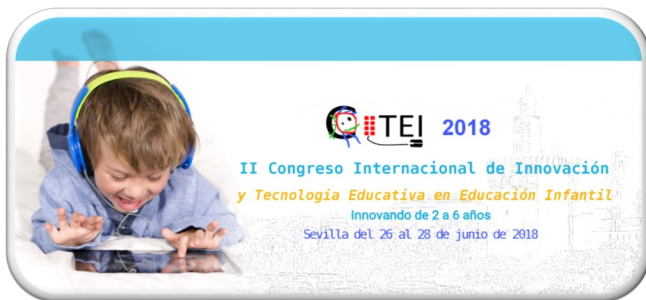 CiiTEI 2018
II Congreso Internacional de Innovación
y Tecnología Educativa en Educación Infantil
Innovando de 2 a 6 años
Sevilla del 26 al 28 de junio de 2018